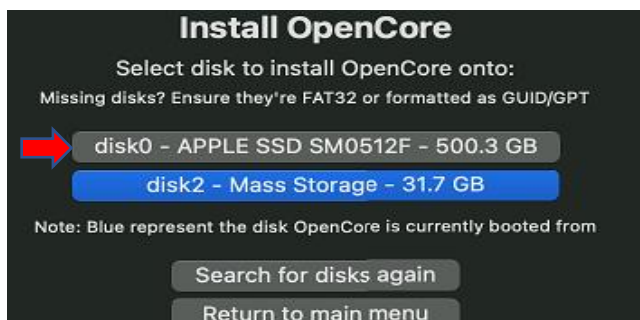 Install OpenCore
Select disk to install OpenCore onto:
Missing disks? Ensure they're FAT32 or formatted as GUID/GPT
disk0 - APPLE SSD SM0512F - 500.3 GB
disk2 - Mass Storage - 31.7 GB
Note: Blue represent the disk OpenCore is currently booted from
Search for disks again
Return to main menu